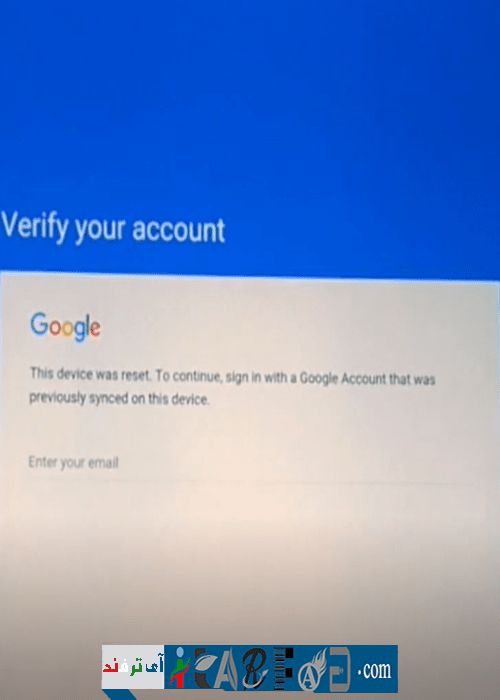 Verify your account
Google
This device was reset. To continue, sign in with a Google Account that was
previously synced on this device.
Enter your email
آی ترفند iTARFAND.com